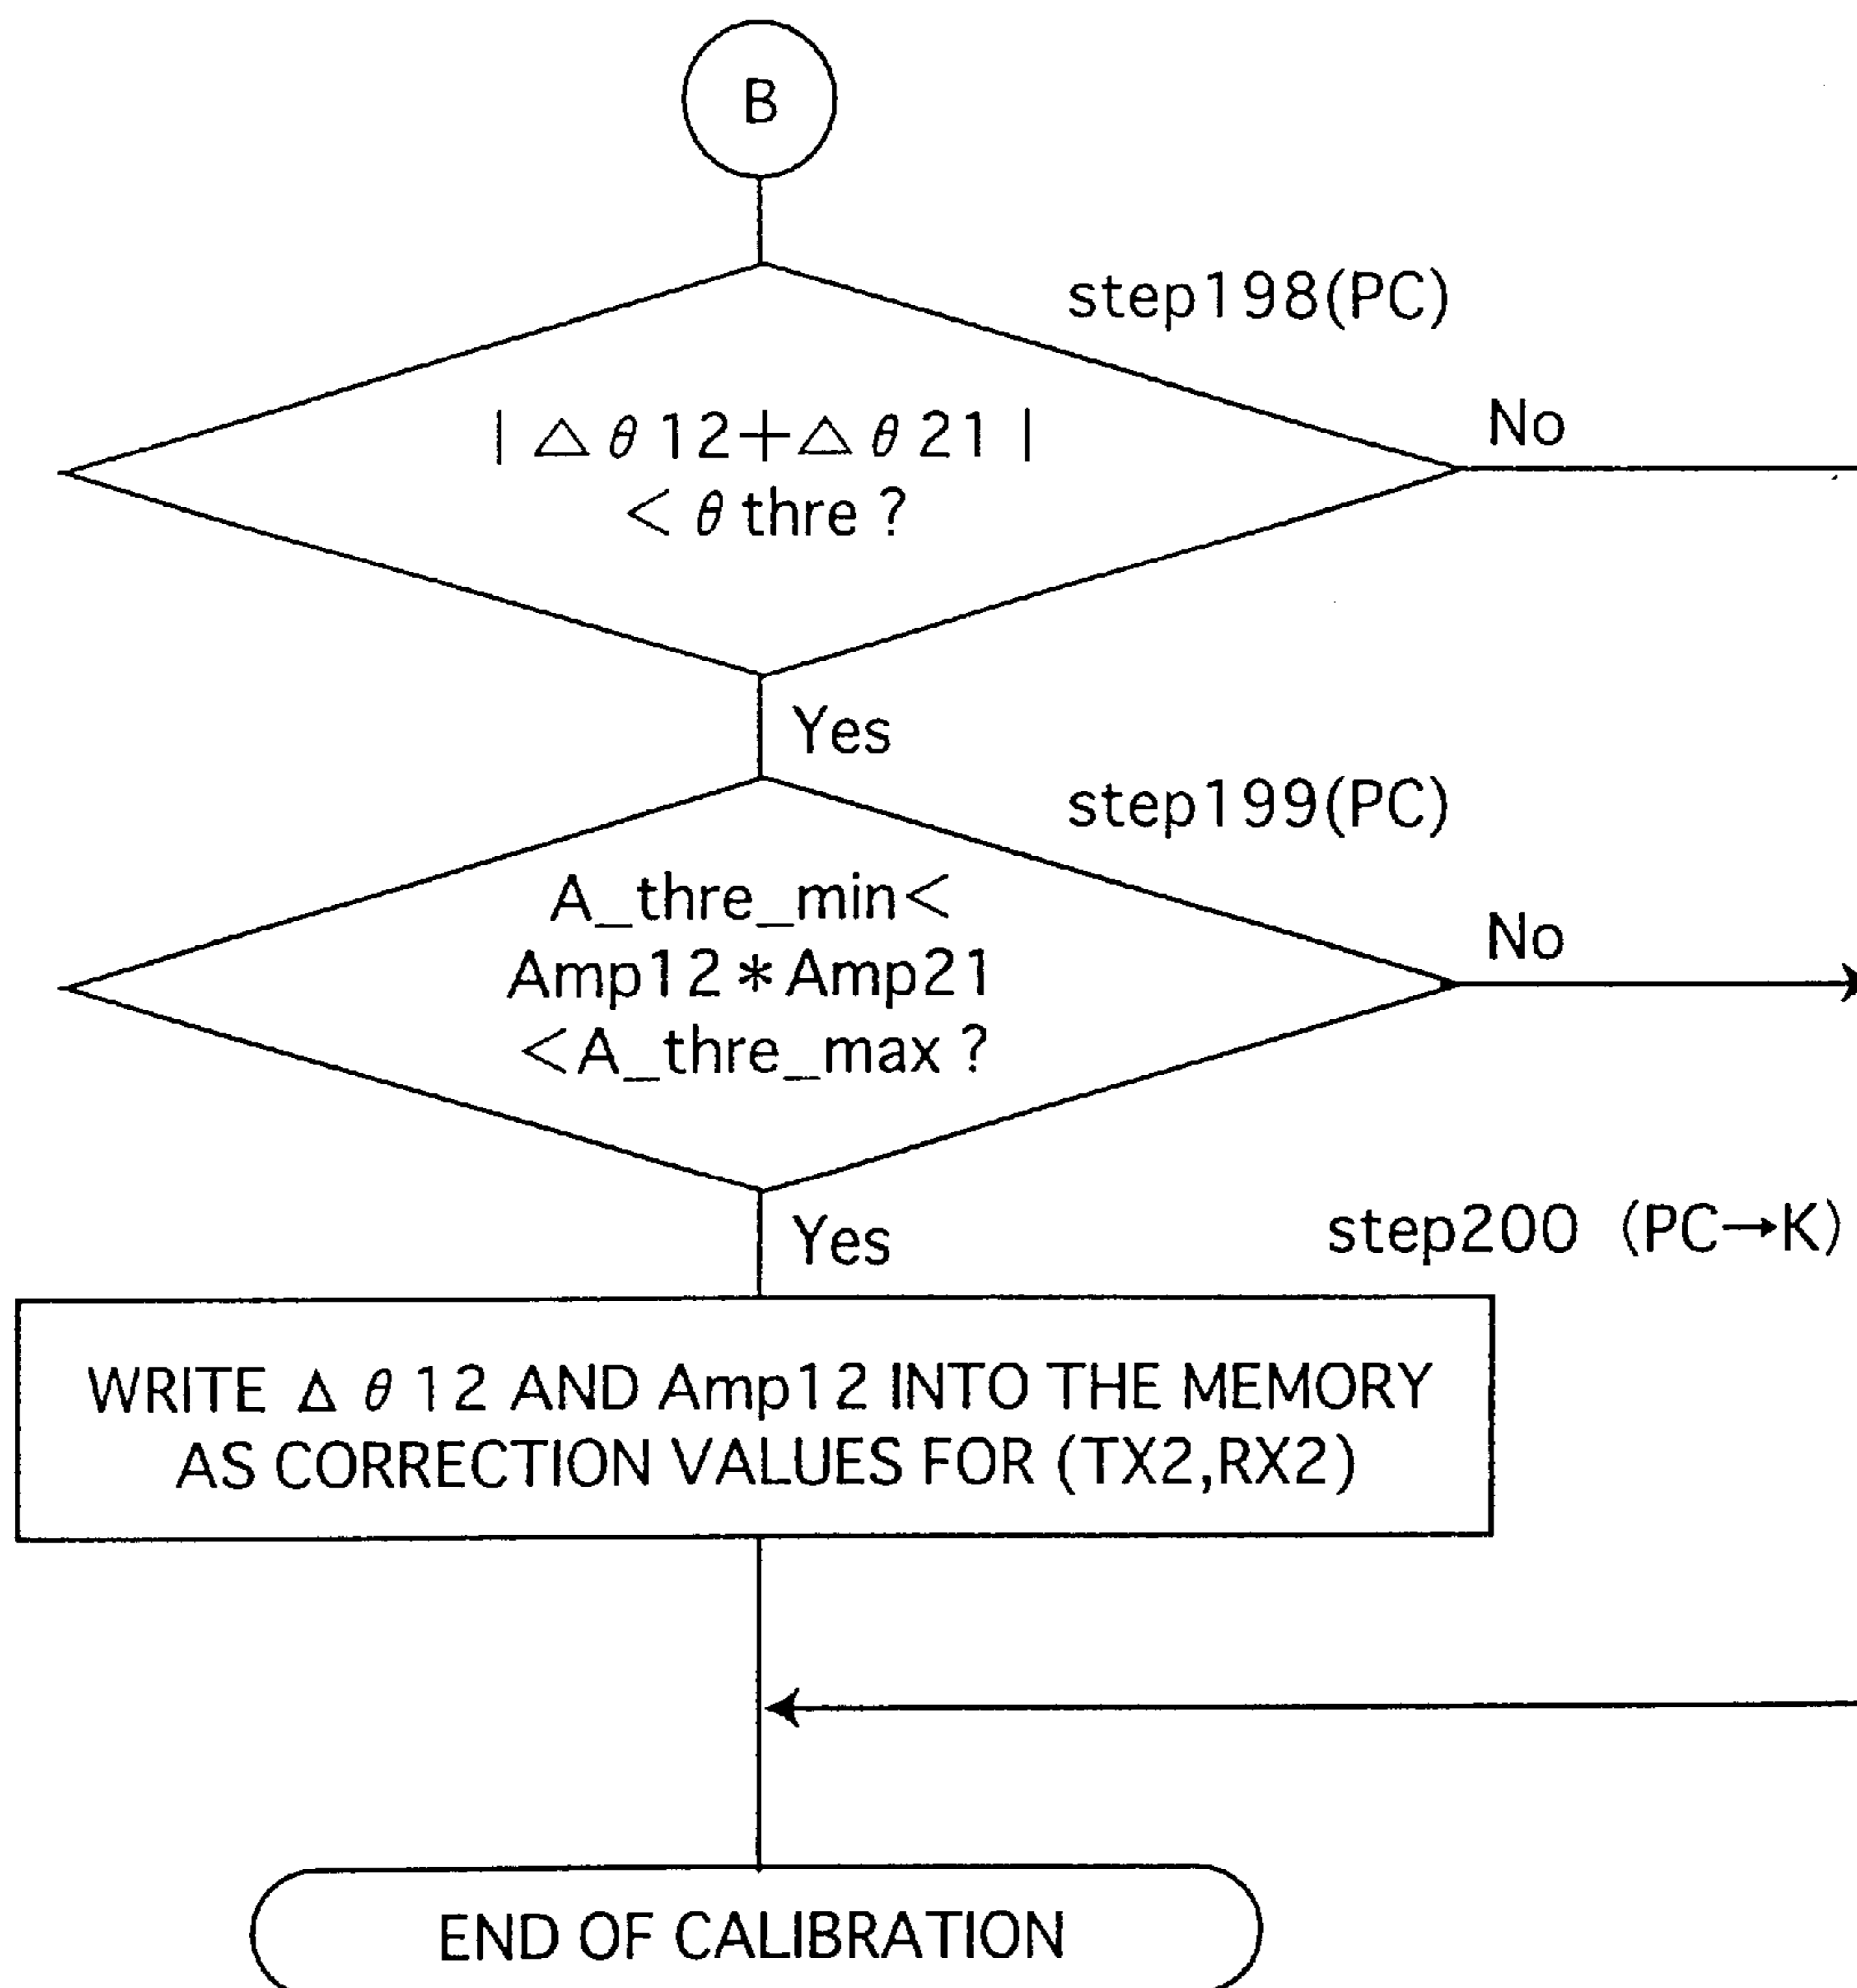 B
step198(PC)
| △θ12+△θ21 |
< θ thre ?
No
Yes
step199(PC)
A_thre_min<
Amp12*Amp21
<A_thre_max ?
No
Yes
step200 (PC→K)
WRITE Δθ12 AND Amp12 INTO THE MEMORY
AS CORRECTION VALUES FOR (TX2,RX2)
END OF CALIBRATION